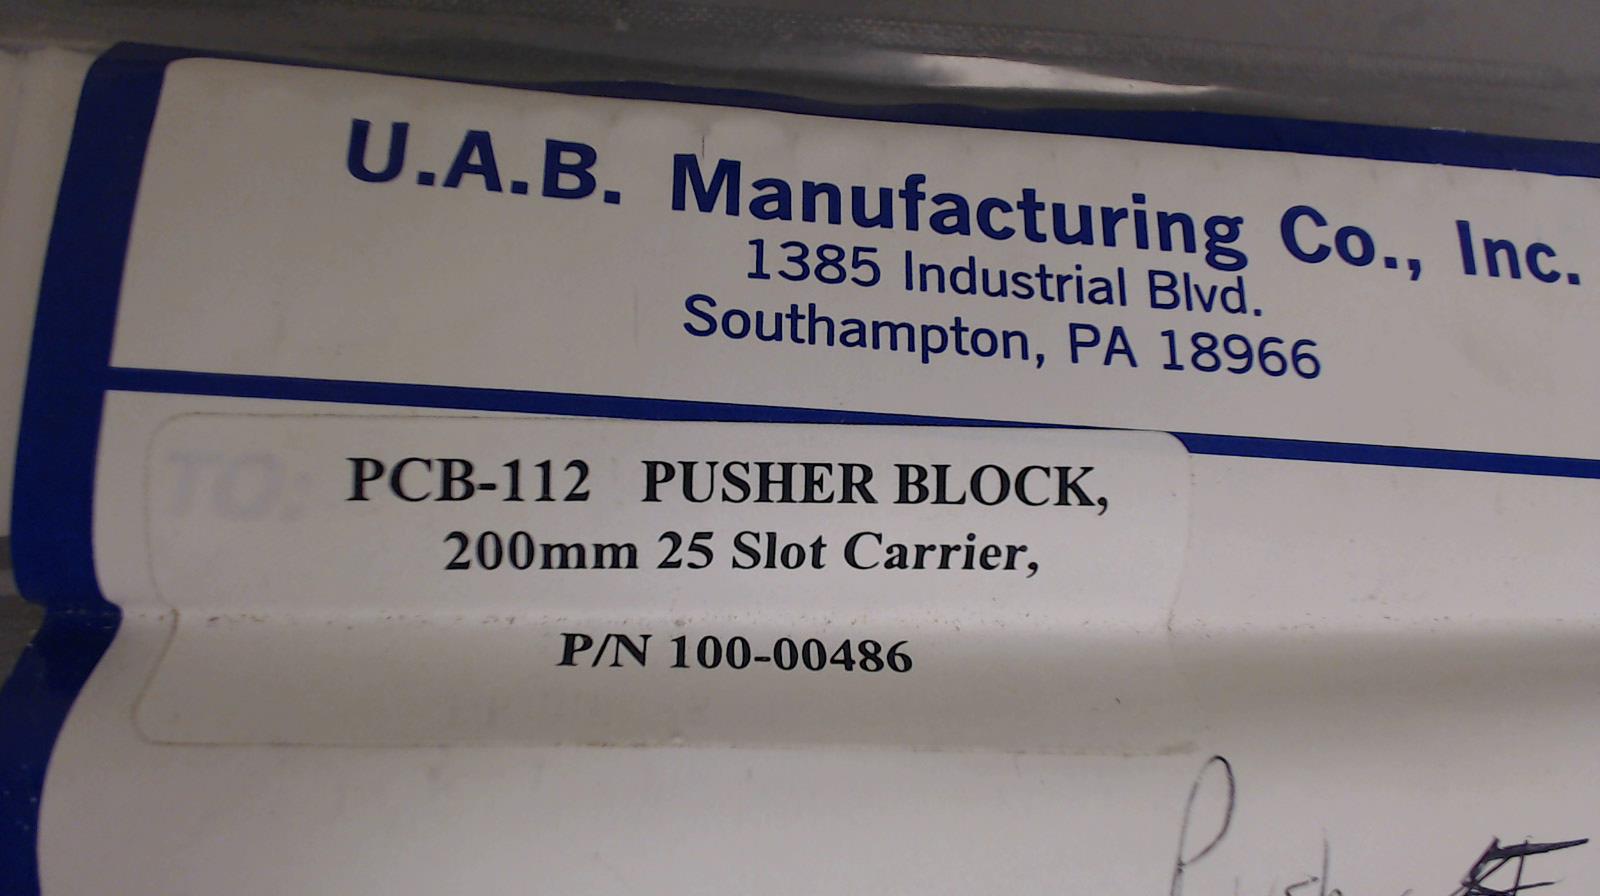 U.A.B. Manufacturing Co., Inc.
1385 Industrial Blvd.
Southampton, PA 18966
TO:
PCB-112 PUSHER BLOCK,
200mm 25 Slot Carrier,
P/N 100-00486